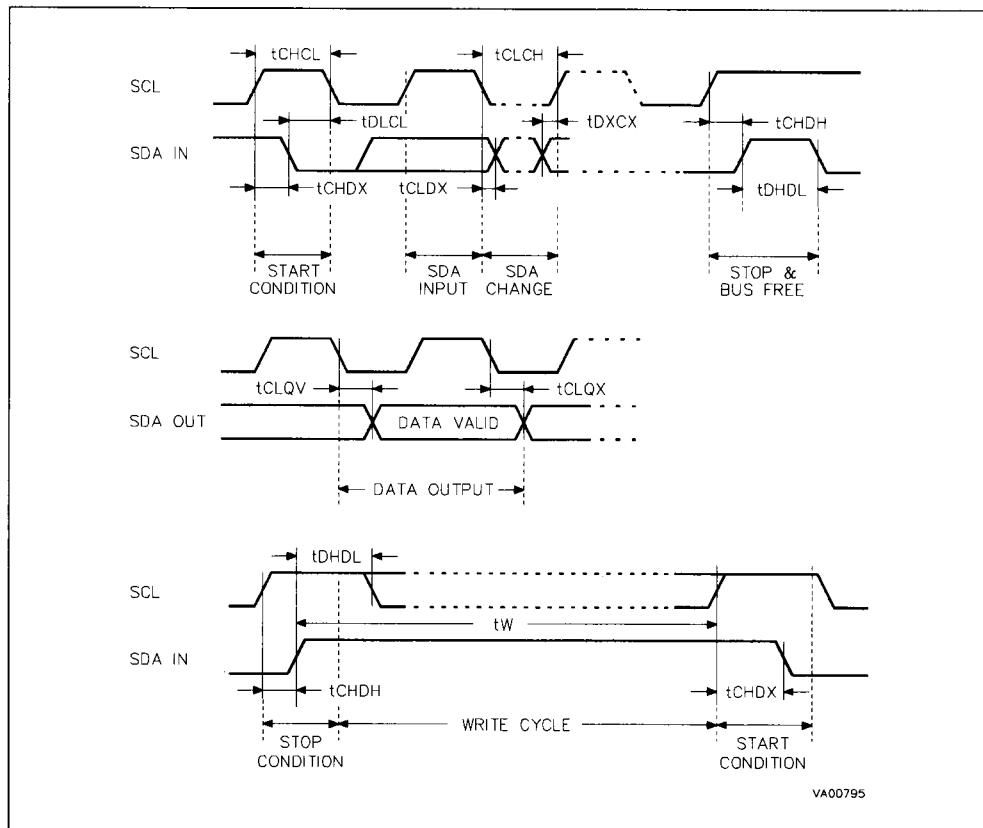 tCHCL
tCLCH
SCL
tDLCL
tDXCX
tCHDH
SDA IN
tCHDX
tCLDX
tDHDL
START
CONDITION
SDA
INPUT
SDA
CHANGE
STOP &
BUS FREE
SCL
tCLQV
tCLQX
SDA OUT
DATA VALID
DATA OUTPUT
tDHDL
SCL
tW
SDA IN
tCHDH
tCHDX
WRITE CYCLE
STOP
CONDITION
START
CONDITION
VA00795